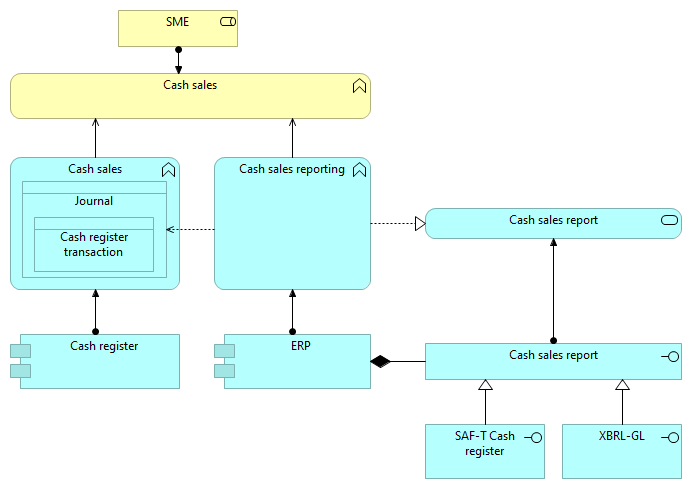 SME
Cash sales
Cash sales
Journal
Cash register
transaction
Cash sales reporting
Cash sales report
Cash register
ERP
Cash sales report
SAF-T Cash
register
XBRL-GL